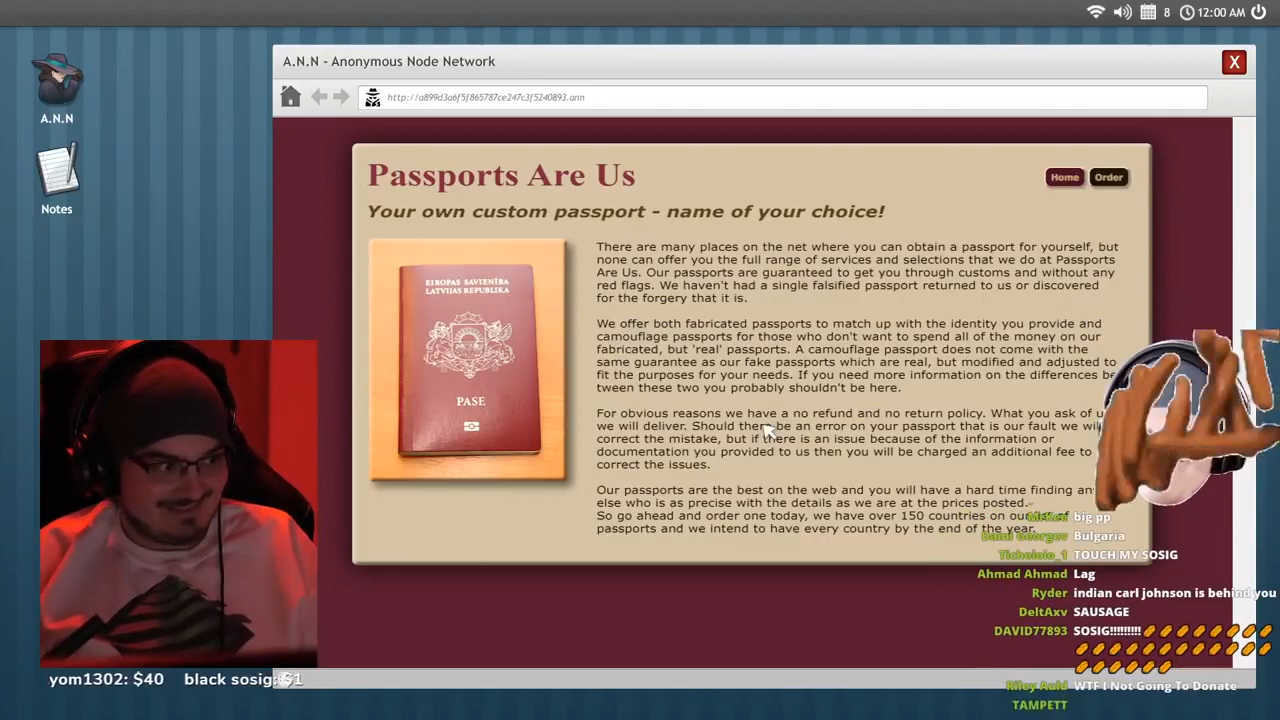 8 12:00 AM
A.N.N - Anonymous Node Network
X
http://a899d3a6f5f865787ce247c3f5240893.ann
A.N.N
Notes
Passports Are Us
Home Order
Your own custom passport - name of your choice!
EIROPAS SAVIENĪBA
LATVIJAS REPUBLIKA
PASE
There are many places on the net where you can obtain a passport for yourself, but
none can offer you the full range of services and selections that we do at Passports
Are Us. Our passports are guaranteed to get you through customs and without any
red flags. We haven't had a single falsified passport returned to us or discovered
for the forgery that it is.
We offer both fabricated passports to match up with the identity you provide and
camouflage passports for those who don't want to spend all of the money on our
fabricated, but 'real' passports. A camouflage passport does not come with the
same guarantee as our fake passports which are real, but modified and adjusted to
fit the purposes for your needs. If you need more information on the differences be
tween these two you probably shouldn't be here.
For obvious reasons we have a no refund and no return policy. What you ask of u
we will deliver. Should there be an error on your passport that is our fault we wil
correct the mistake, but if there is an issue because of the information or
documentation you provided to us then you will be charged an additional fee to
correct the issues.
Our passports are the best on the web and you will have a hard time finding any
else who is as precise with the details as we are at the prices posted.
So go ahead and order one today, we have over 150 countries on our
passports and we intend to have every country by the end of the year.
big pp
Dami Georgev Bulgaria
Tichololo_1 TOUCH MY SOSIG
Ahmad Ahmad Lag
Ryder indian carl johnson is behind you
DeltAxv SAUSAGE
DAVID77893 SOSIG!!!!!!!!!
Riley Auld WTF I Not Going To Donate
TAMPETT
yom1302: $40 black sosig: $1